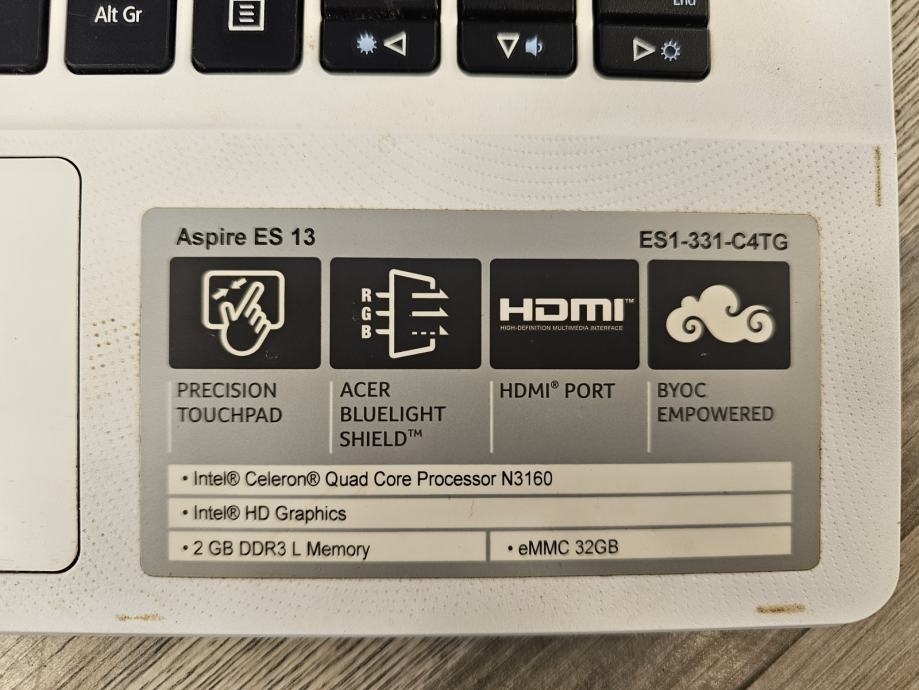 Alt Gr
End
Aspire ES 13
ES1-331-C4TG
R
G
B
HDMI™
HIGH-DEFINITION MULTIMEDIA INTERFACE
PRECISION
TOUCHPAD
ACER
BLUELIGHT
SHIELD™
HDMI® PORT
BYOC
EMPOWERED
• Intel® Celeron® Quad Core Processor N3160
• Intel® HD Graphics
• 2 GB DDR3 L Memory
• eMMC 32GB